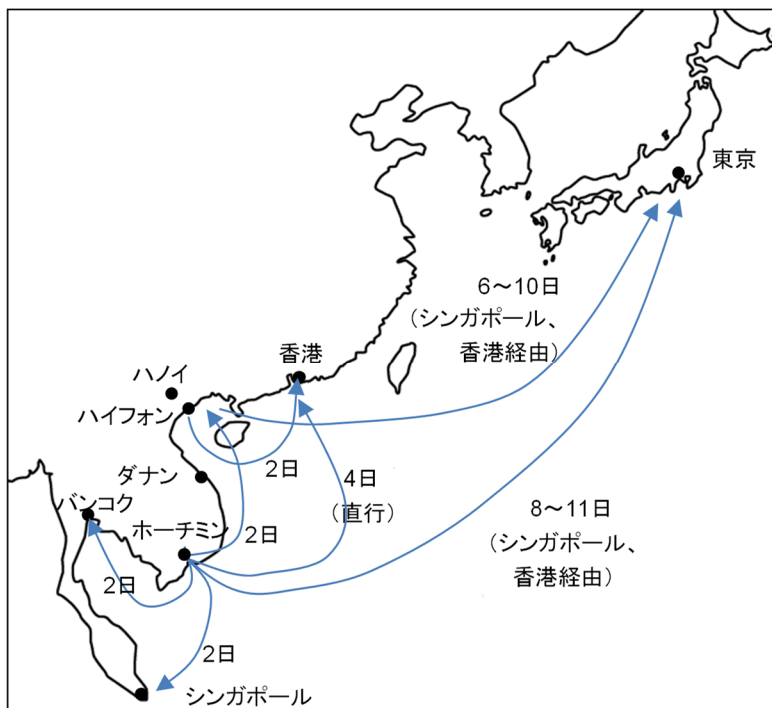 東京
6～10日
（シンガポール、
香港経由）
香港
ハノイ
ハイフォン
2日
4日
（直行）
ダナン
バンコク
ホーチミン
2日
8～11日
（シンガポール、
香港経由）
2日
2日
シンガポール